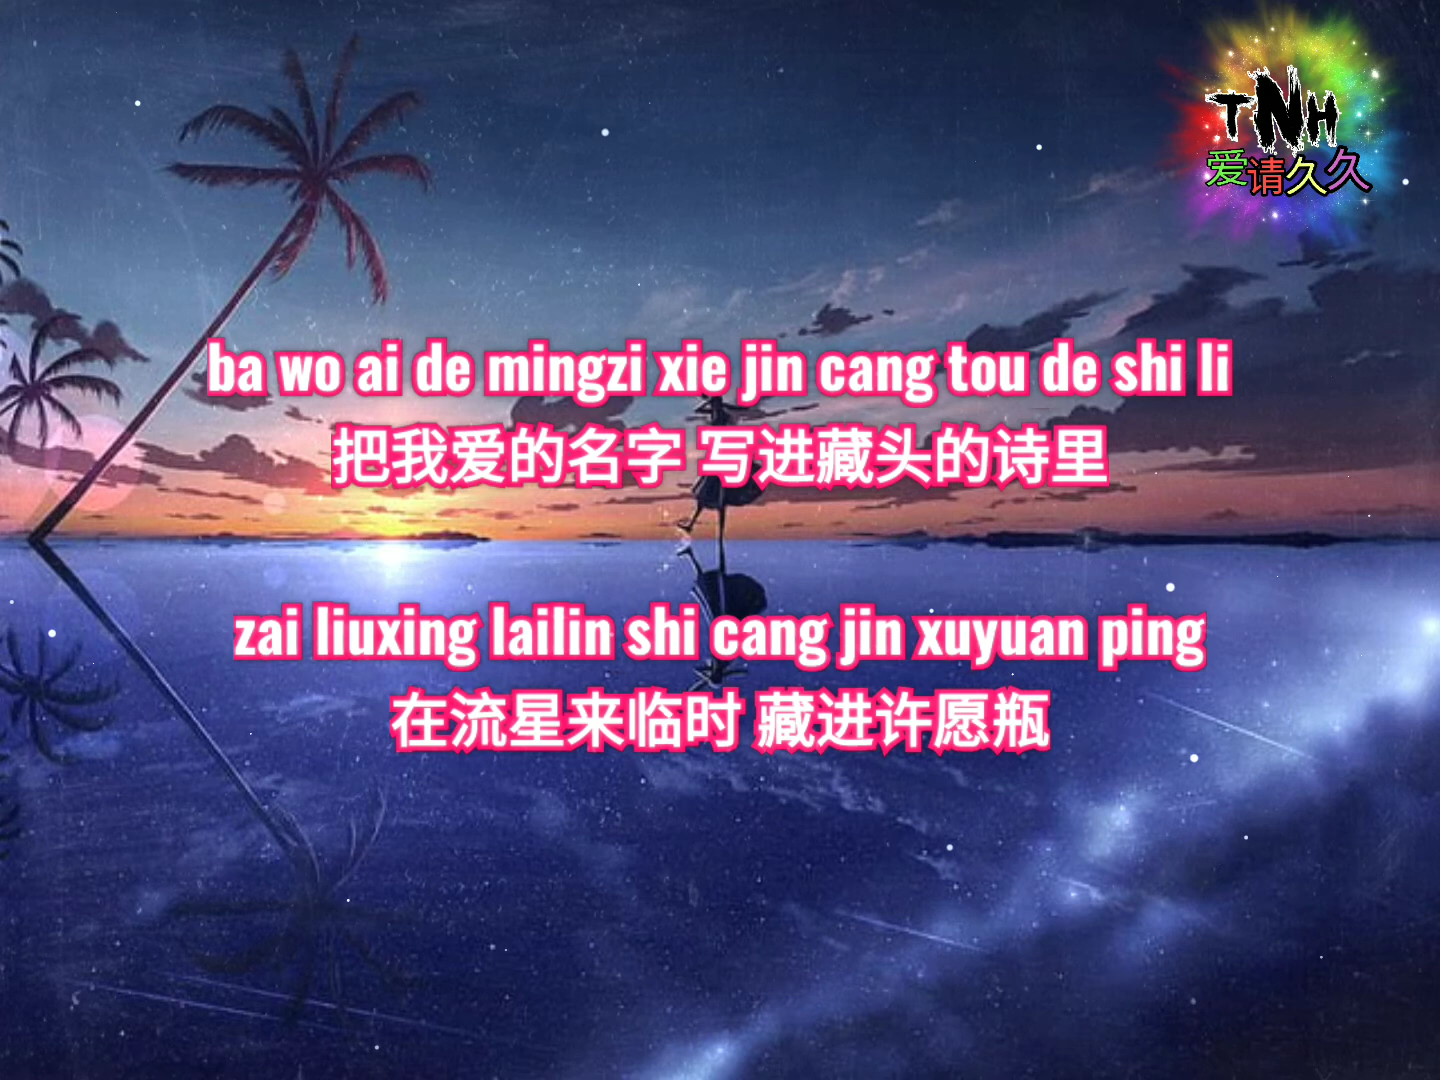 TNH
爱请久久
ba wo ai de mingzi xie jin cang tou de shi li
把我爱的名字 写进藏头的诗里
zai liuxing lailin shi cang jin xuyuan ping
在流星来临时 藏进许愿瓶